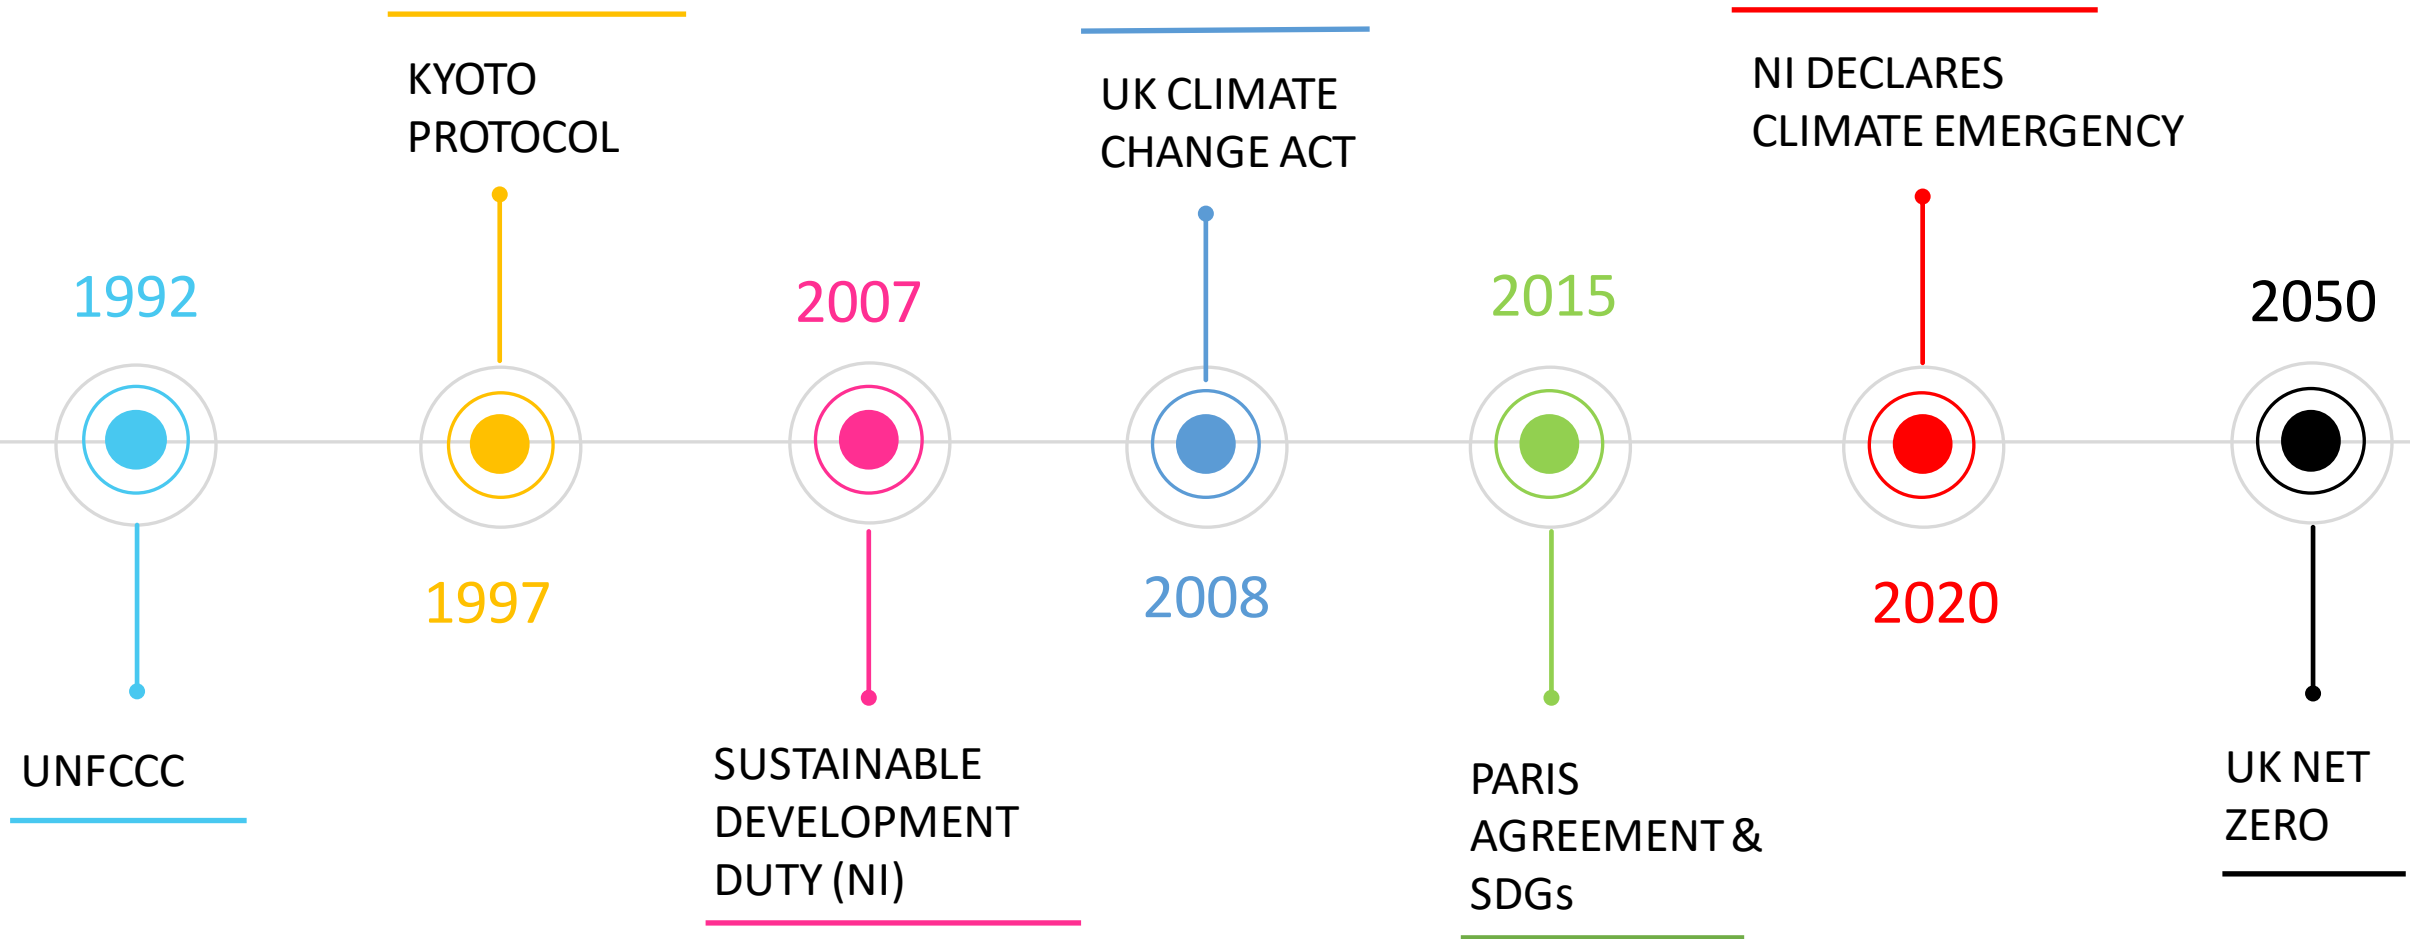 1992
UNFCCC
KYOTO
PROTOCOL
1997
2007
SUSTAINABLE
DEVELOPMENT
DUTY (NI)
UK CLIMATE
CHANGE ACT
2008
2015
PARIS
AGREEMENT &
SDGs
NI DECLARES
CLIMATE EMERGENCY
2020
2050
UK NET
ZERO